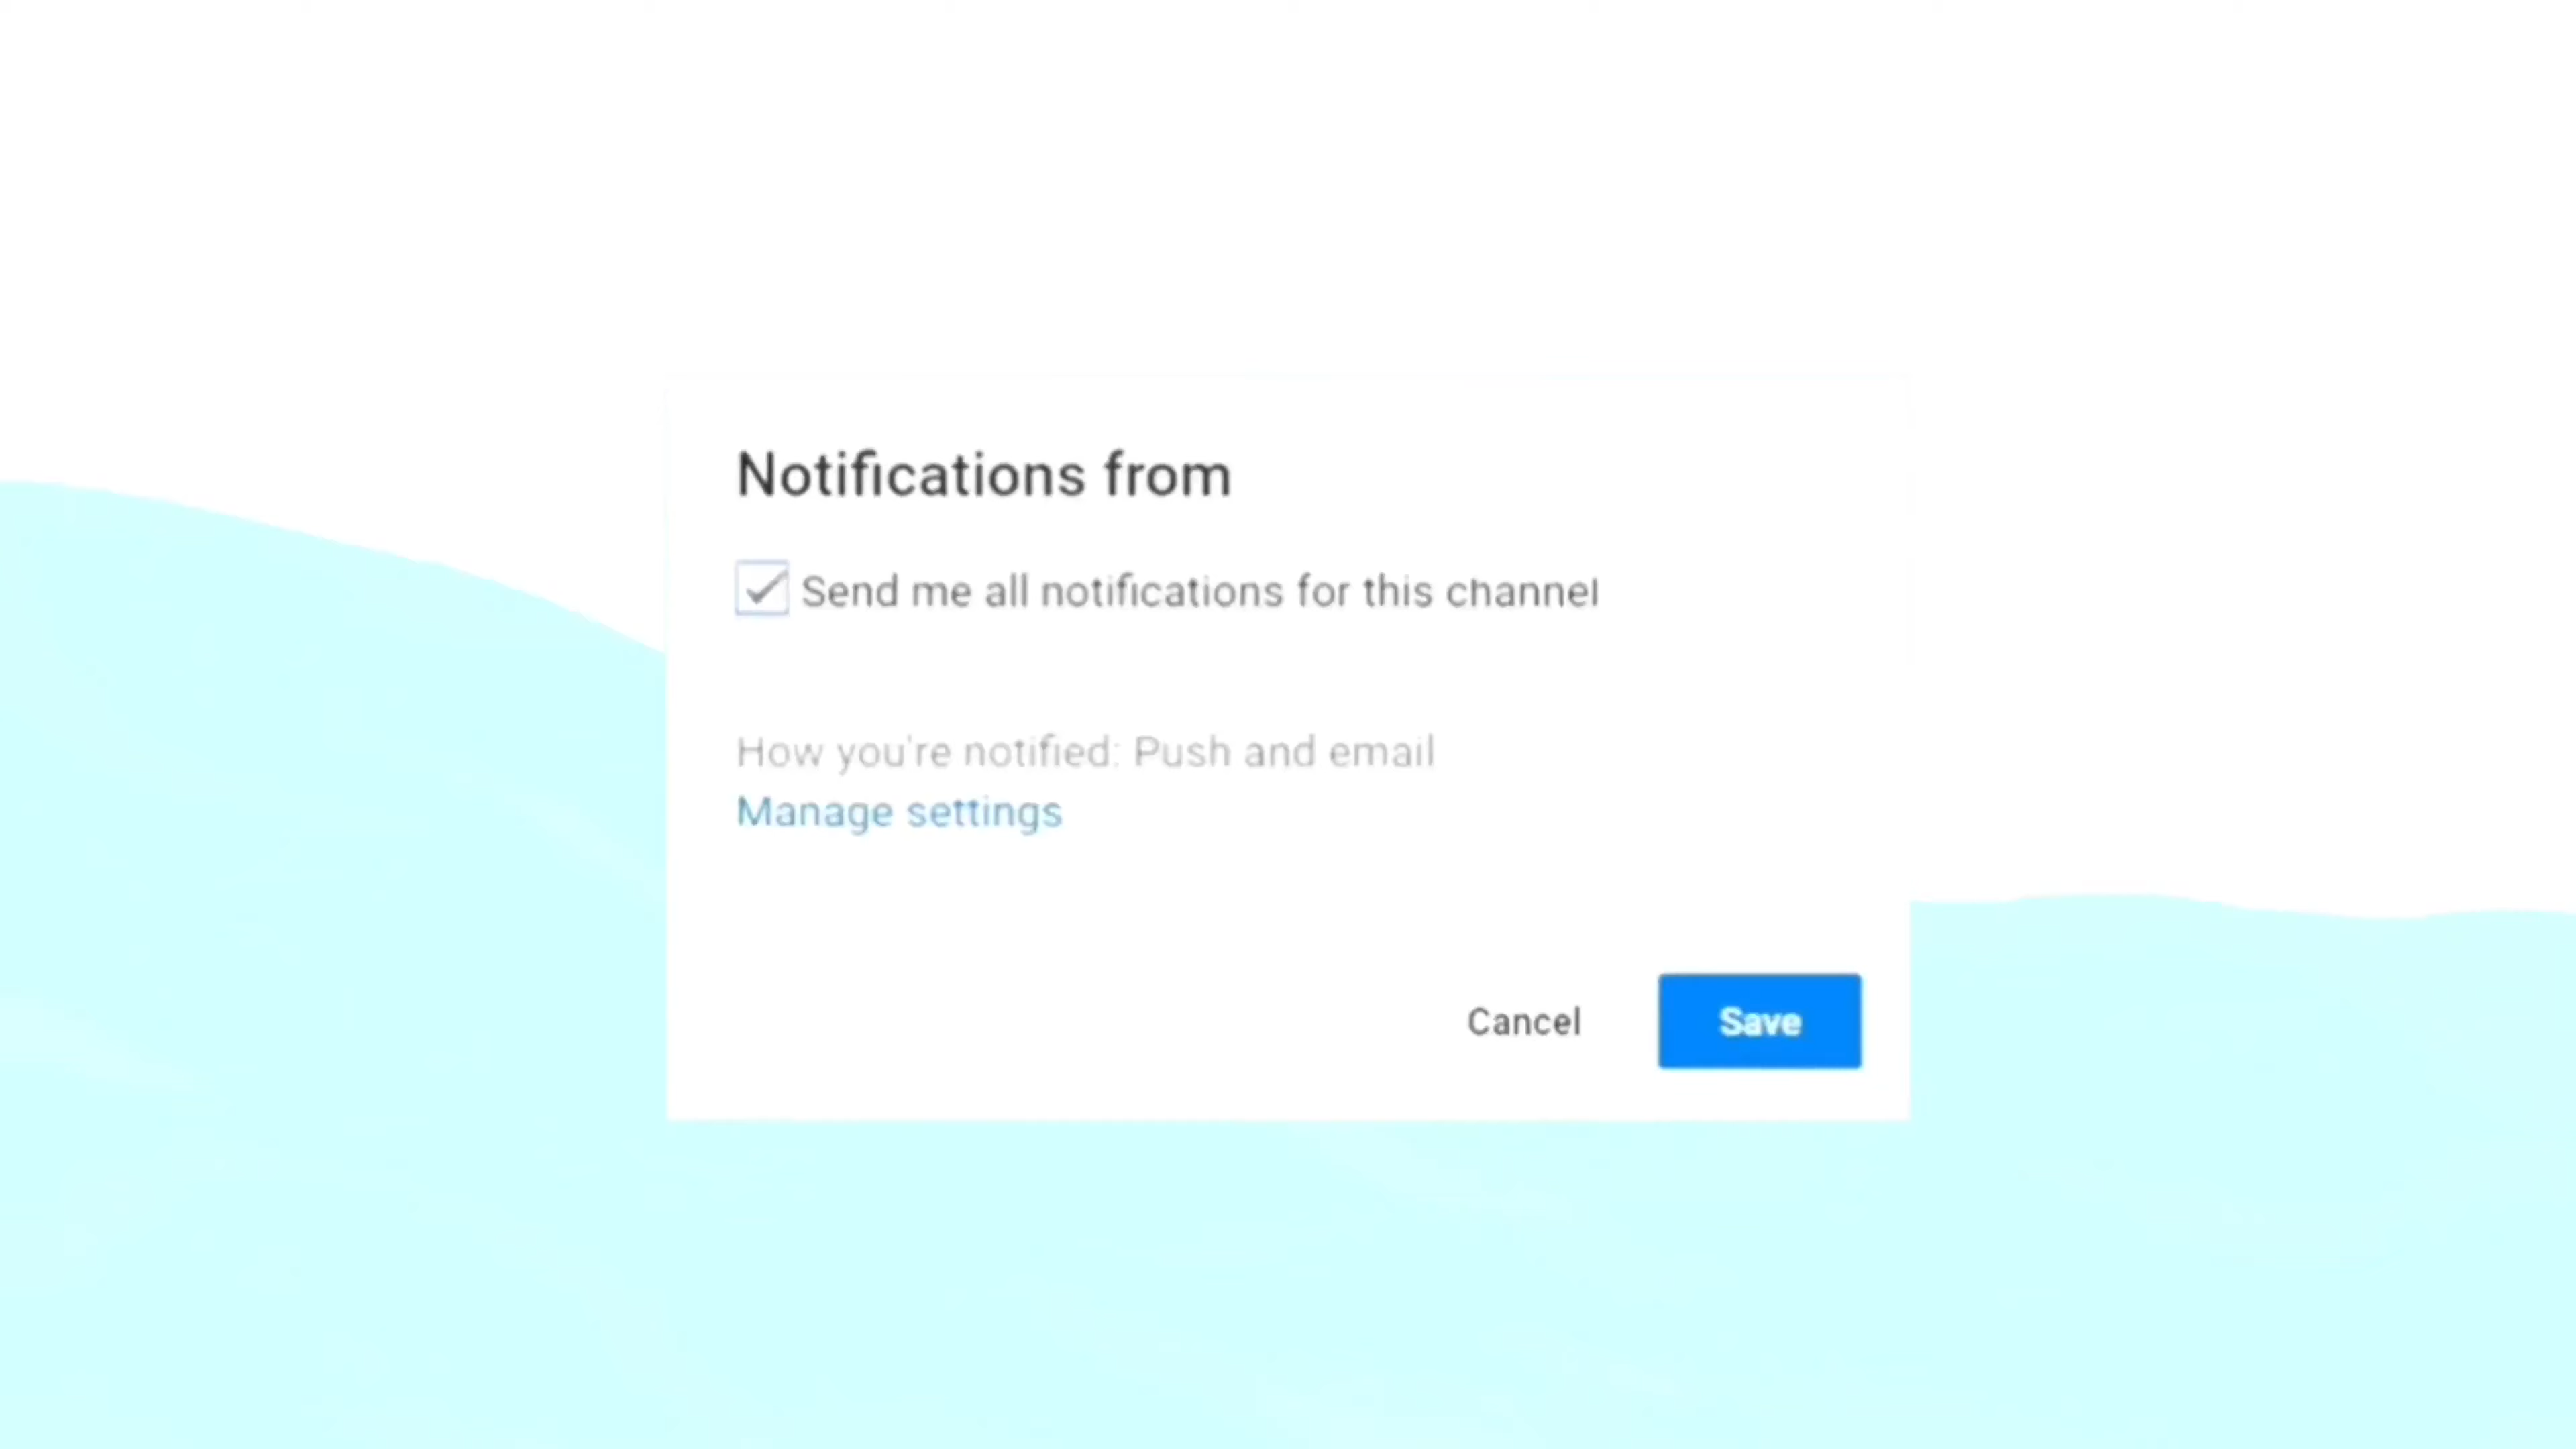 Notifications from
Send me all notifications for this channel
How you're notified: Push and email
Manage settings
Cancel
Save